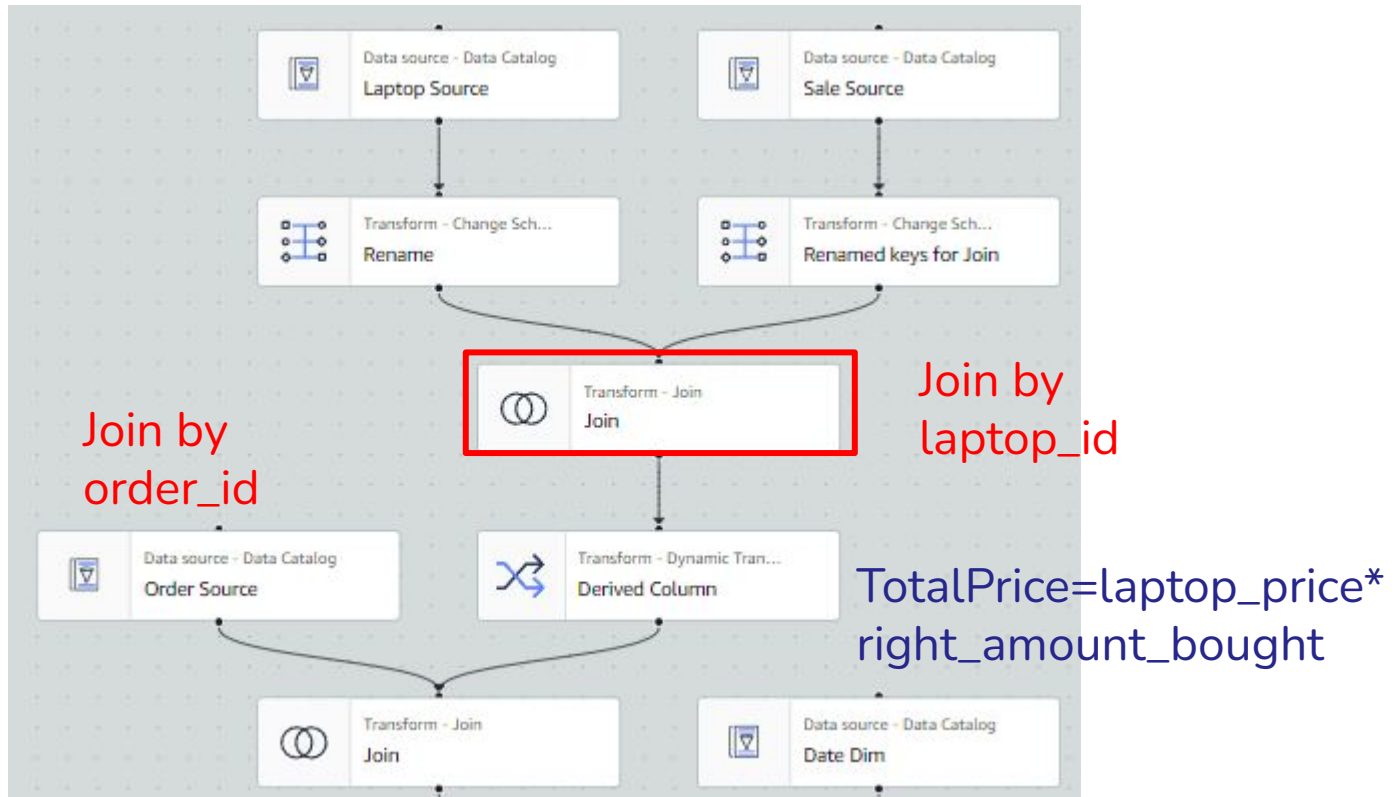 Data source - Data Catalog
Laptop Source
Data source - Data Catalog
Sale Source
Transform - Change Sch...
Rename
Transform - Change Sch...
Renamed keys for Join
Transform - Join
Join
Join by
laptop_id
Join by
order_id
Data source - Data Catalog
Order Source
Transform - Dynamic Tran...
Derived Column
TotalPrice=laptop_price*
right_amount_bought
Transform - Join
Join
Data source - Data Catalog
Date Dim